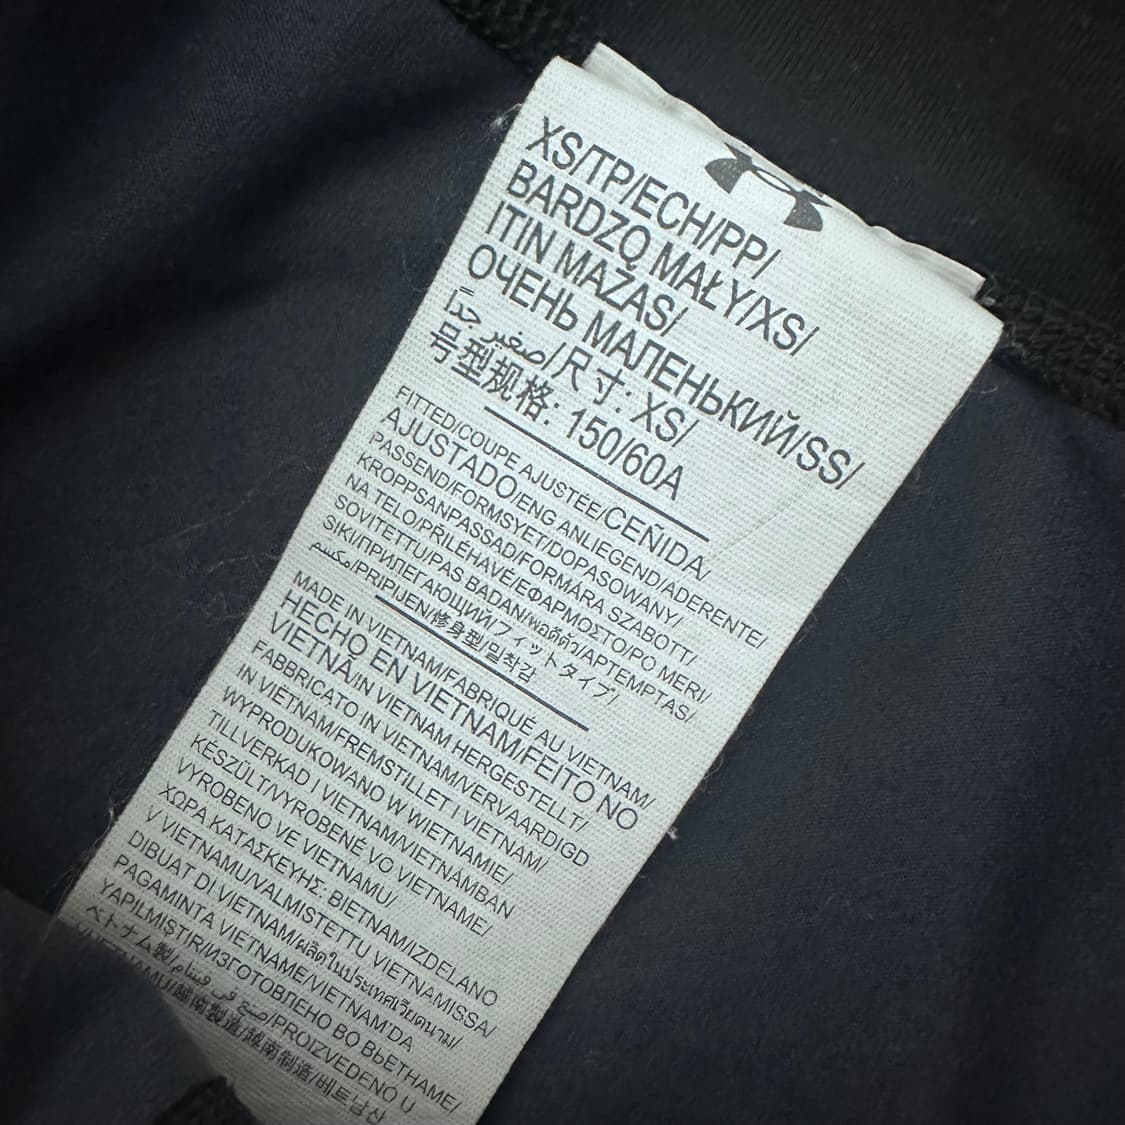 XS/TP/ECH/PP/
BARDZO MAŁY/XS/
ITIN MAŽAS/
ОЧЕНЬ МАЛЕНЬКИЙ/SS/
صغير جدًا/尺寸: XS/
号型规格: 150/60A
FITTED/COUPE AJUSTÉE/CEÑIDA/
AJUSTADO/ENG ANLIEGEND/ADERENTE/
PASSEND/FORMSYET/DOPASOWANY/
KROPPSANPASSAD/FORMÁRA SZABOTT/
NA TELO/PŘILÉHAVÉ/ΕΦΑΡΜΟΣΤΟ/PO MERI/
SOVITETTU/PAS BADAN/พอดีตัว/APTEMPTAS/
SIKI/ПРИЛЕГАЮЩИЙ/フィットタイプ/
مكسم/PRIPIJEN/修身型/밀착감
MADE IN VIETNAM/FABRIQUÉ AU VIETNAM/
HECHO EN VIETNAM/FEITO NO
VIETNÃ/IN VIETNAM HERGESTELLT/
FABBRICATO IN VIETNAM/VERVAARDIGD
IN VIETNAM/FREMSTILLET I VIETNAM/
WYPRODUKOWANO W WIETNAMIE/
TILLVERKAD I VIETNAM/VIETNÁMBAN
KÉSZÜLT/VYROBENÉ VO VIETNAME/
VYROBENO VE VIETNAMU/
ΧΩΡΑ ΚΑΤΑΣΚΕΥΗΣ: ΒΙΕΤΝΑΜ/IZDELANO
V VIETNAMU/VALMISTETTU VIETNAMISSA/
DIBUAT DI VIETNAM/ผลิตในประเทศเวียดนาม/
PAGAMINTA VIETNAME/VIETNAM'DA
YAPILMIŞTIR/ИЗГОТОВЛЕНО ВО ВЬЕТНАМЕ/
ベトナム製/صنع في فيتنام/PROIZVEDENO U
VIJETNAMU/越南製造/越南制造/베트남산